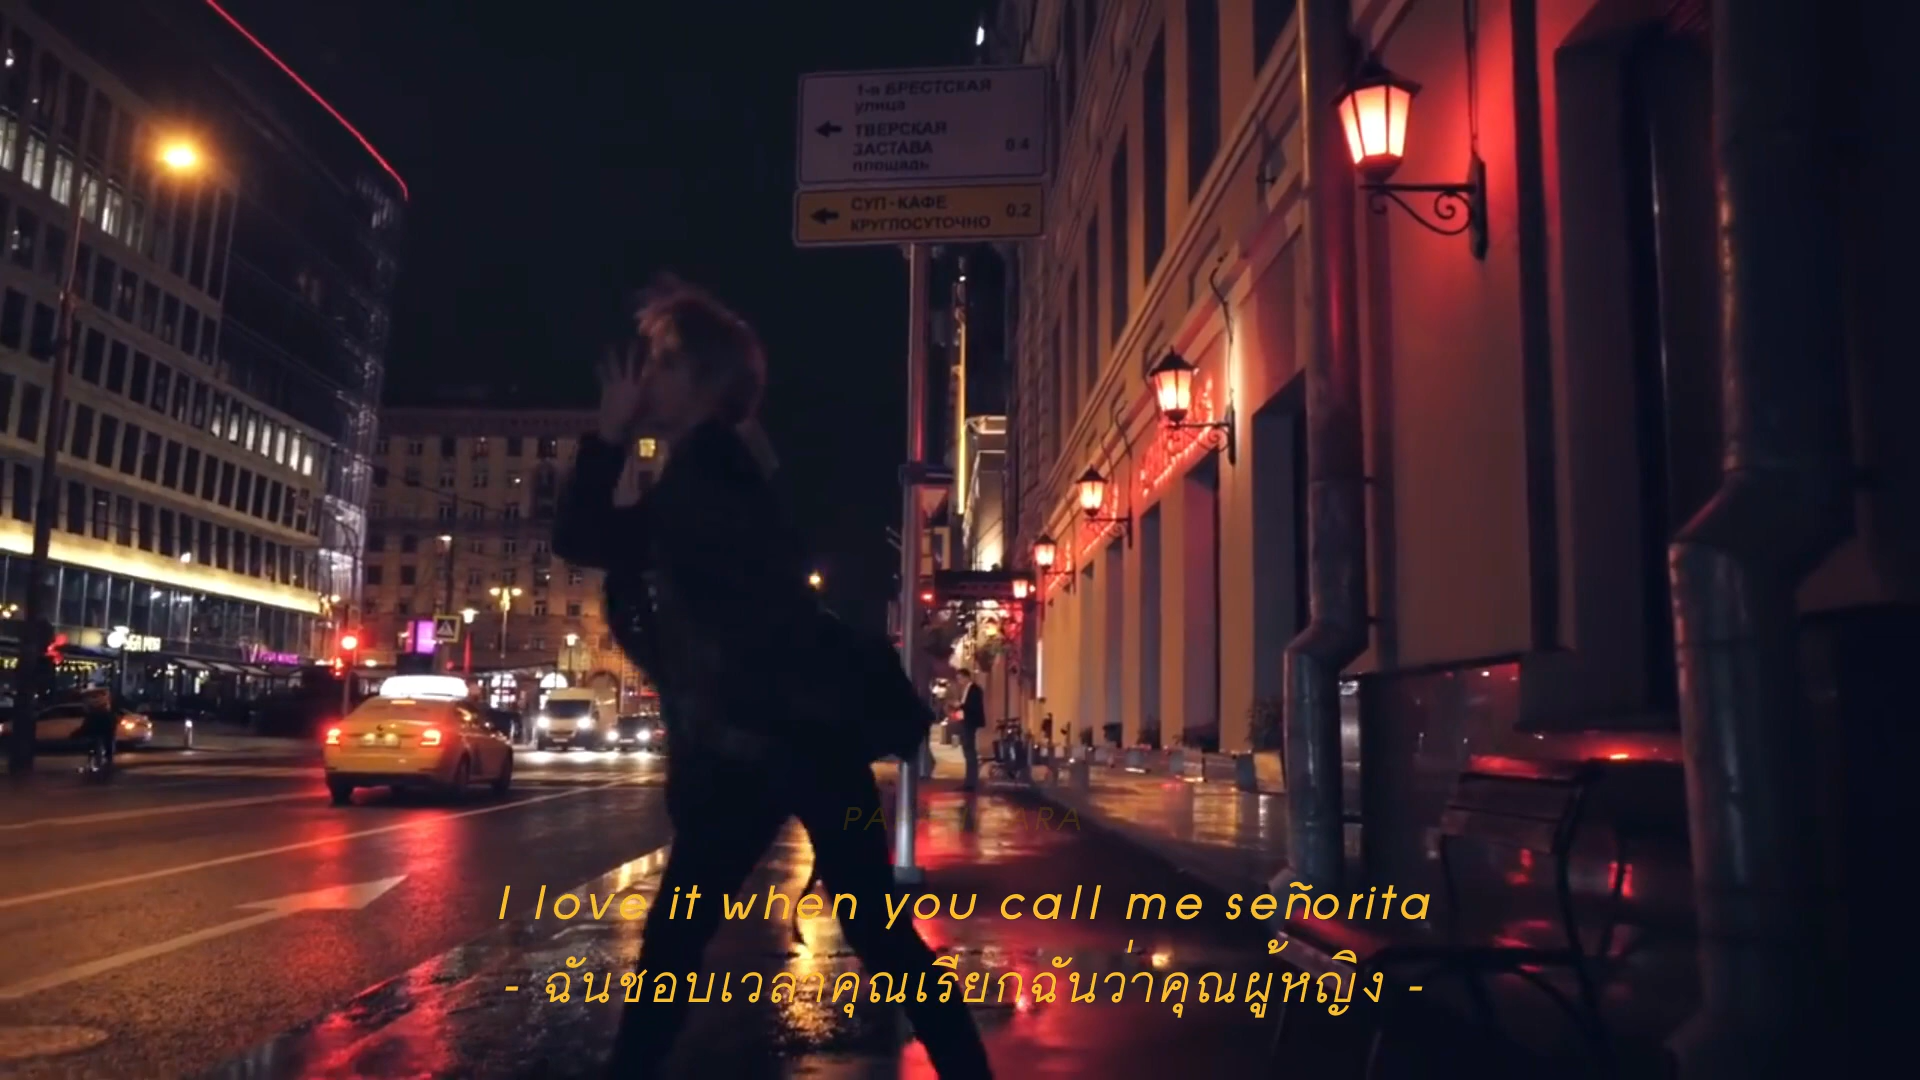 1-я БРЕСТСКАЯ
улица
ТВЕРСКАЯ
ЗАСТАВА 0.4
площадь
СУП-КАФЕ 0.2
КРУГЛОСУТОЧНО
I love it when you call me señorita
- ฉันชอบเวลาคุณเรียกฉันว่าคุณผู้หญิง -